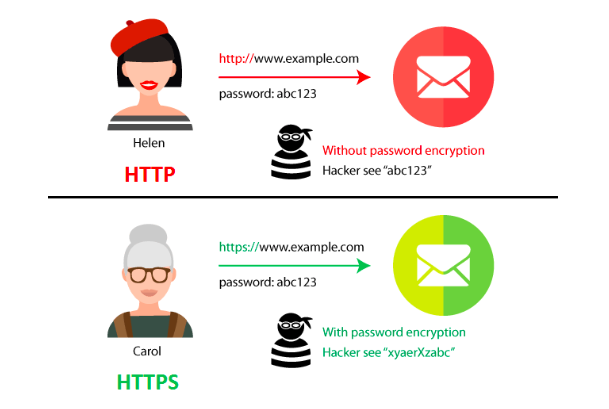 http://www.example.com
password: abc123
Helen
Without password encryption
HTTP
Hacker see "abc123"
https://www.example.com
password: abc123
With password encryption
Carol
Hacker see "xyaerXzabc"
HTTPS